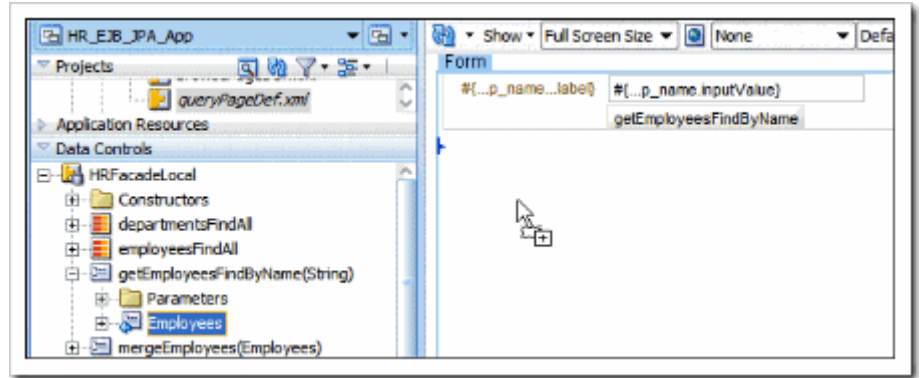 HR_EJB_JPA_App
Projects
queryPageDef.xml
Application Resources
Data Controls
HRFacadeLocal
Constructors
departmentsFindAll
employeesFindAll
getEmployeesFindByName(String)
Parameters
Employees
mergeEmployees(Employees)
Show Full Screen Size None Defa
Form
#{...p_name...label} #{...p_name.inputValue}
getEmployeesFindByName